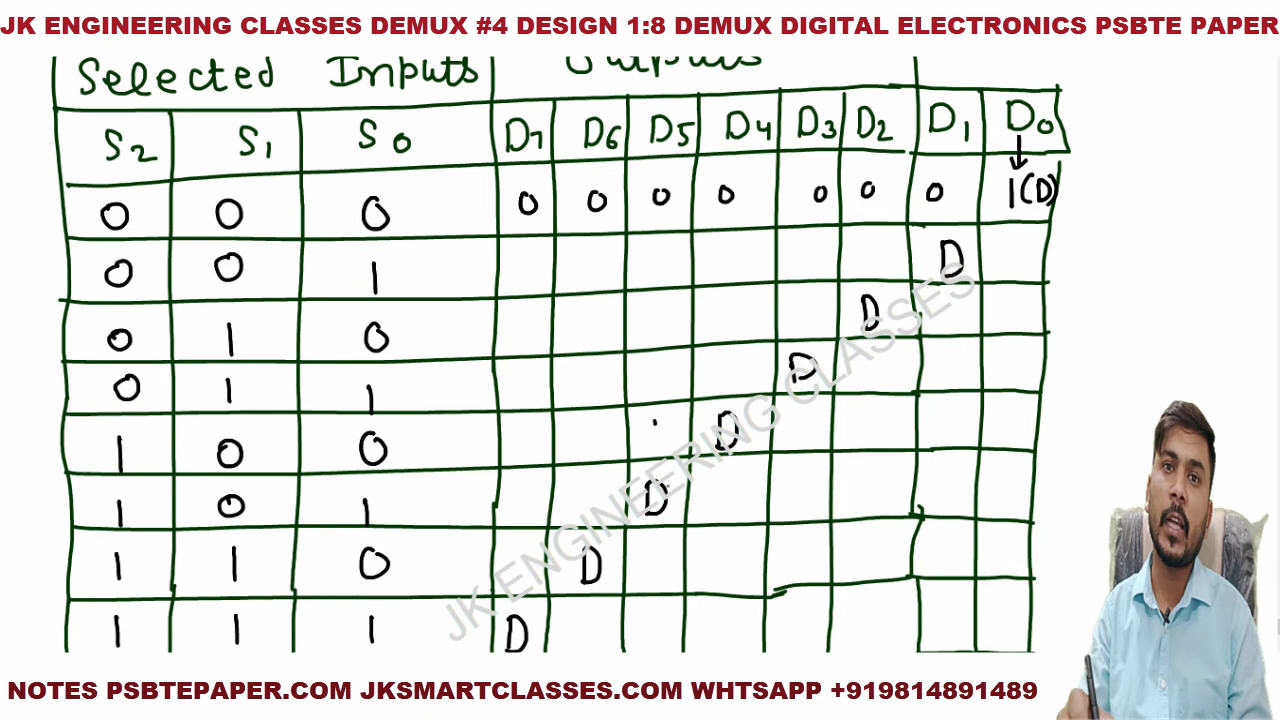 JK ENGINEERING CLASSES DEMUX #4 DESIGN 1:8 DEMUX DIGITAL ELECTRONICS PSBTE PAPER
Selected Inputs Outputs
S2 S1 S0 D7 D6 D5 D4 D3 D2 D1 D0
0 0 0 0 0 0 0 0 0 0 1(D)
0 0 1 D
0 1 0 D
0 1 1 D
1 0 0 D
1 0 1 D
1 1 0 D
1 1 1 D
JK ENGINEERING CLASSES
NOTES PSBTEPAPER.COM JKSMARTCLASSES.COM WHTSAPP +919814891489